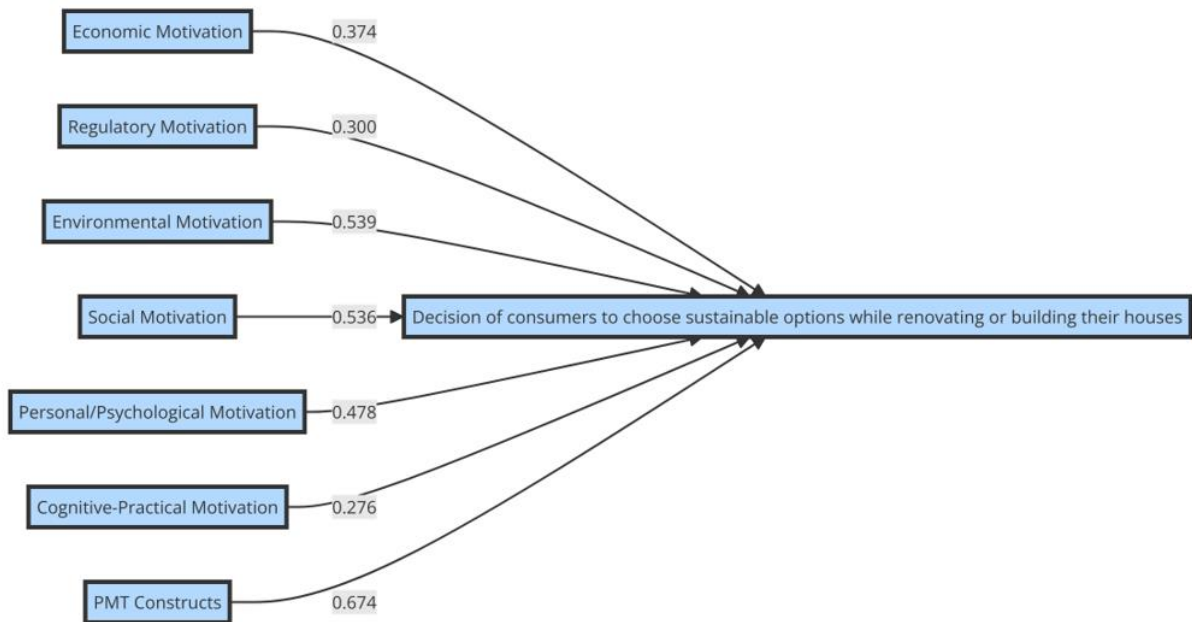 Economic Motivation
0.374
Regulatory Motivation
0.300
Environmental Motivation
0.539
Social Motivation
0.536
Decision of consumers to choose sustainable options while renovating or building their houses
Personal/Psychological Motivation
0.478
Cognitive-Practical Motivation
0.276
PMT Constructs
0.674